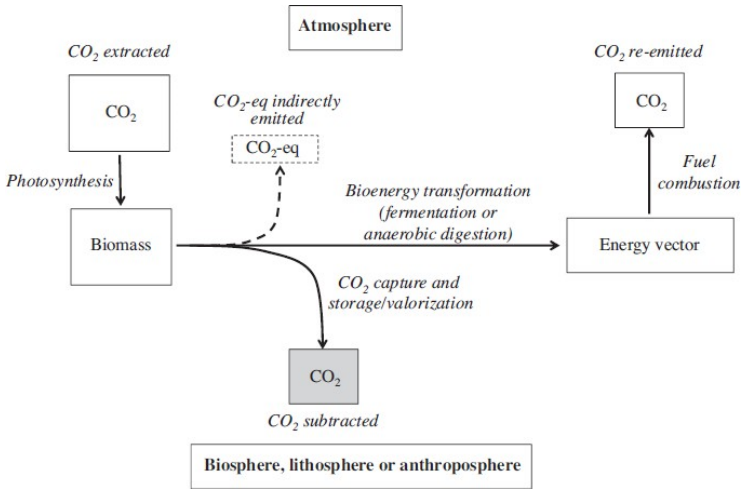 Atmosphere
CO₂ extracted
CO₂ re-emitted
CO₂
CO₂-eq indirectly
emitted
CO₂-eq
CO₂
Photosynthesis
Fuel
combustion
Bioenergy transformation
(fermentation or
anaerobic digestion)
Biomass
Energy vector
CO₂ capture and
storage/valorization
CO₂
CO₂ subtracted
Biosphere, lithosphere or anthroposphere